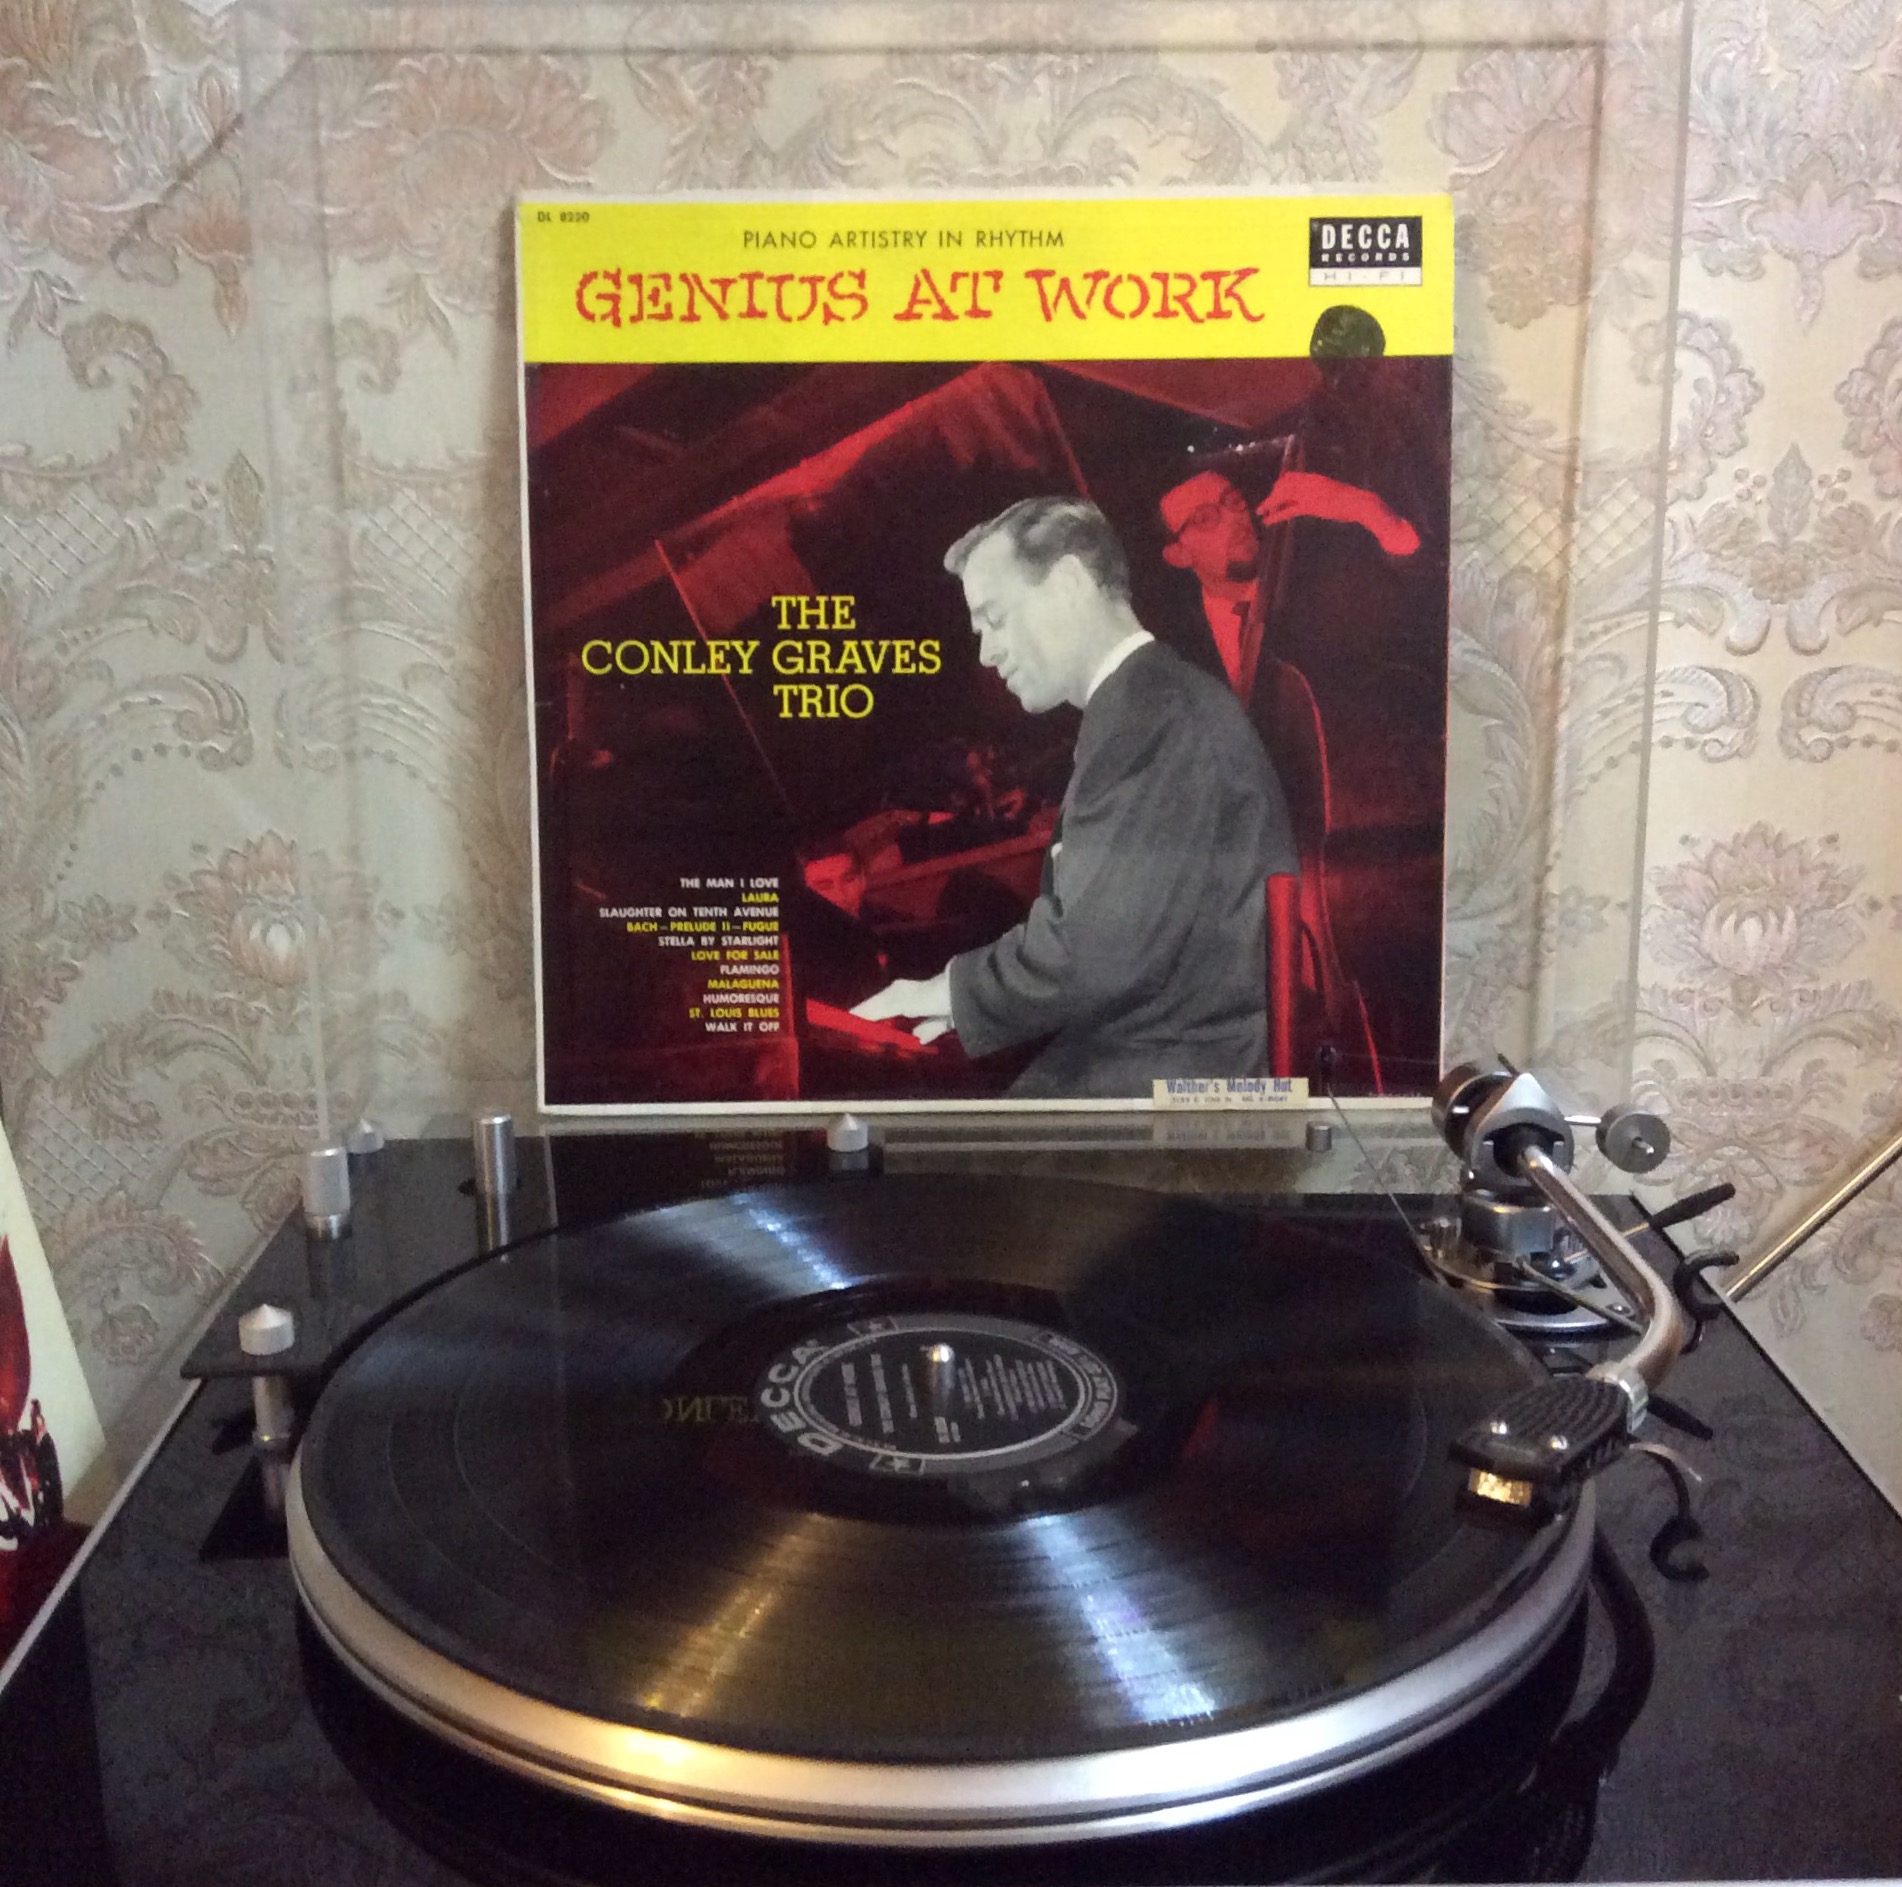 DL 8220
PIANO ARTISTRY IN RHYTHM
GENIUS AT WORK
DECCA
RECORDS
HI-FI
THE
CONLEY GRAVES
TRIO
THE MAN I LOVE
LAURA
SLAUGHTER ON TENTH AVENUE
BACH—PRELUDE II—FUGUE
STELLA BY STARLIGHT
LOVE FOR SALE
FLAMINGO
MALAGUENA
HUMORESQUE
ST. LOUIS BLUES
WALK IT OFF
Walther's Melody Hut
DECCA